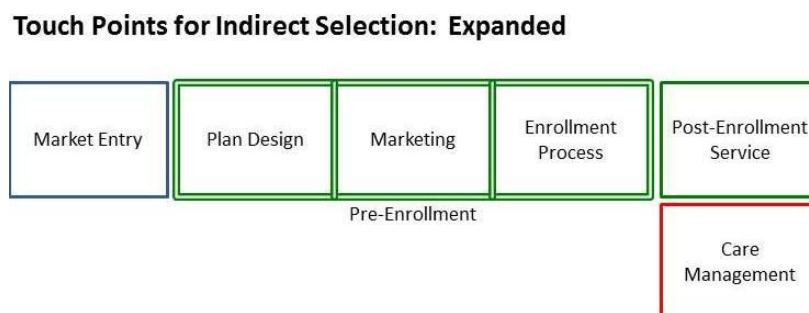 Touch Points for Indirect Selection: Expanded
Market Entry
Plan Design
Marketing
Enrollment
Process
Post-Enrollment
Service
Pre-Enrollment
Care
Management